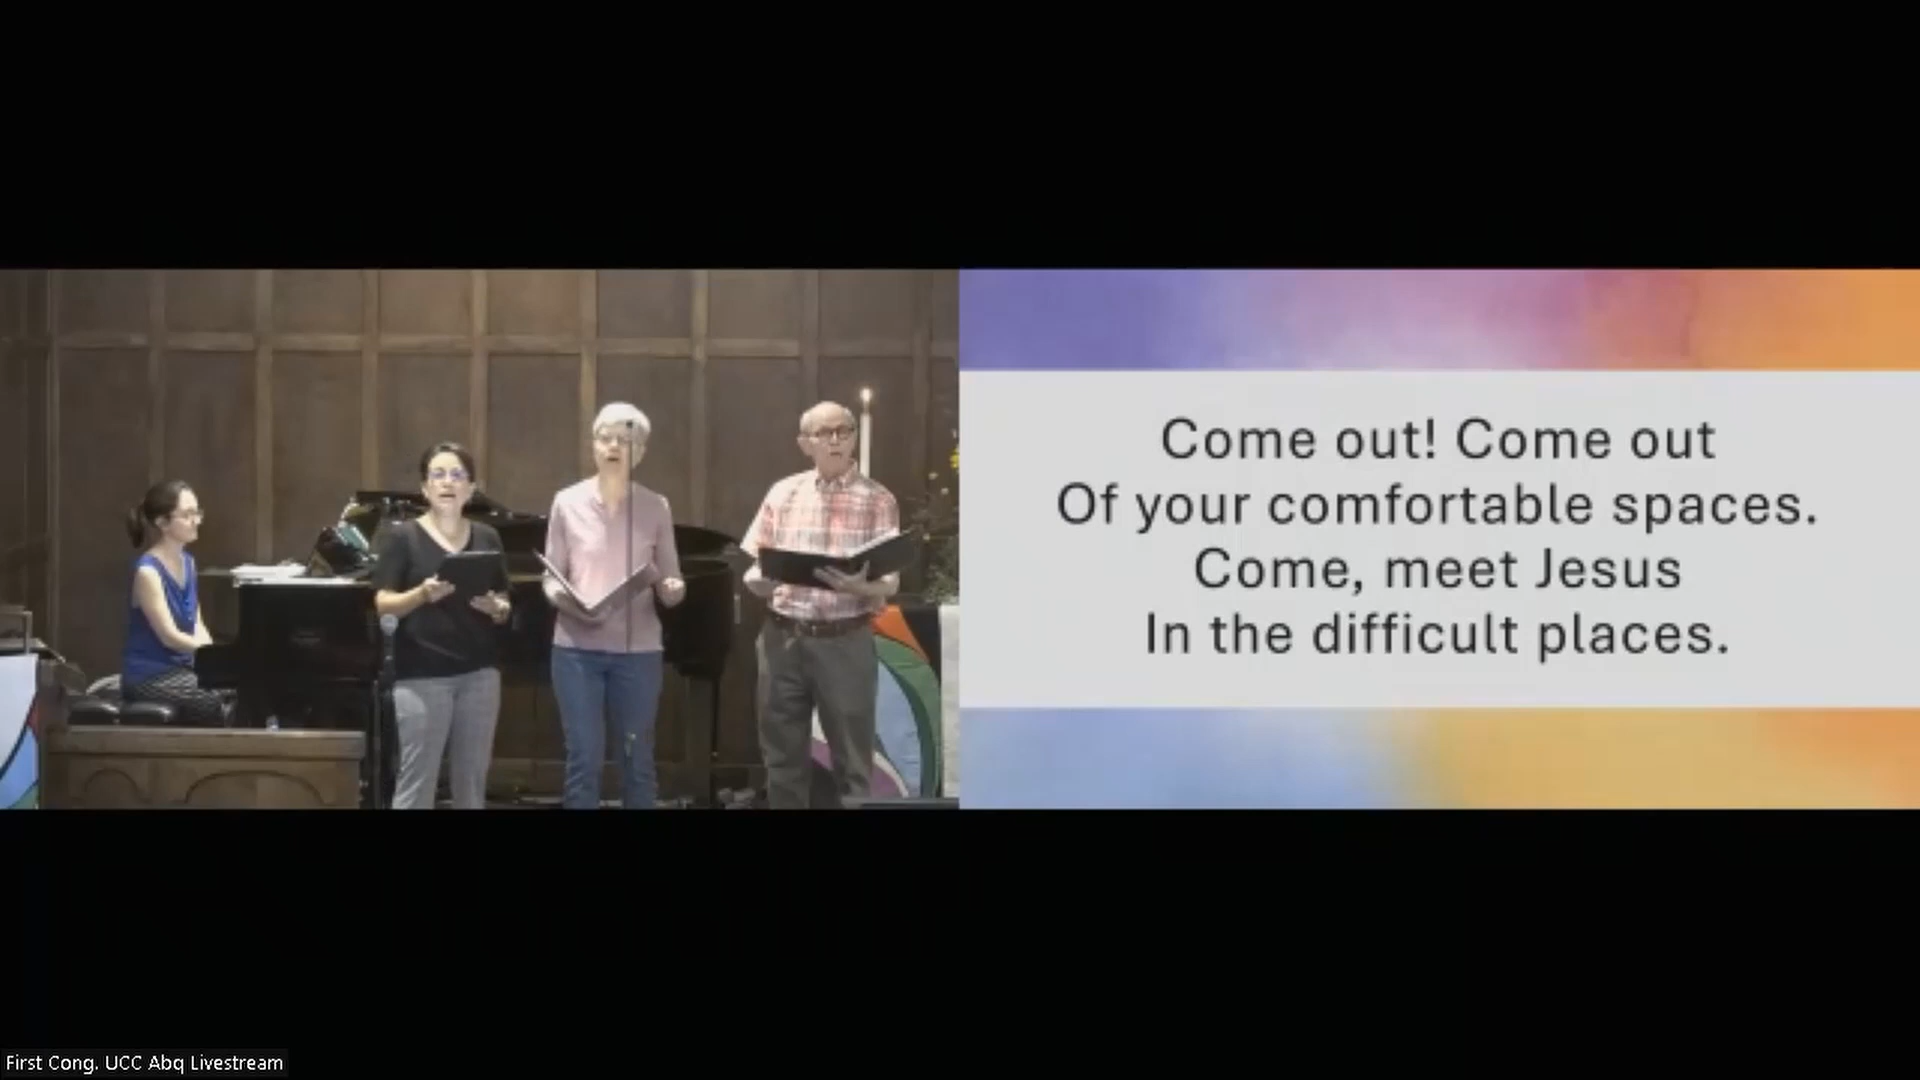 Come out! Come out
Of your comfortable spaces.
Come, meet Jesus
In the difficult places.
First Cong. UCC Abq Livestream